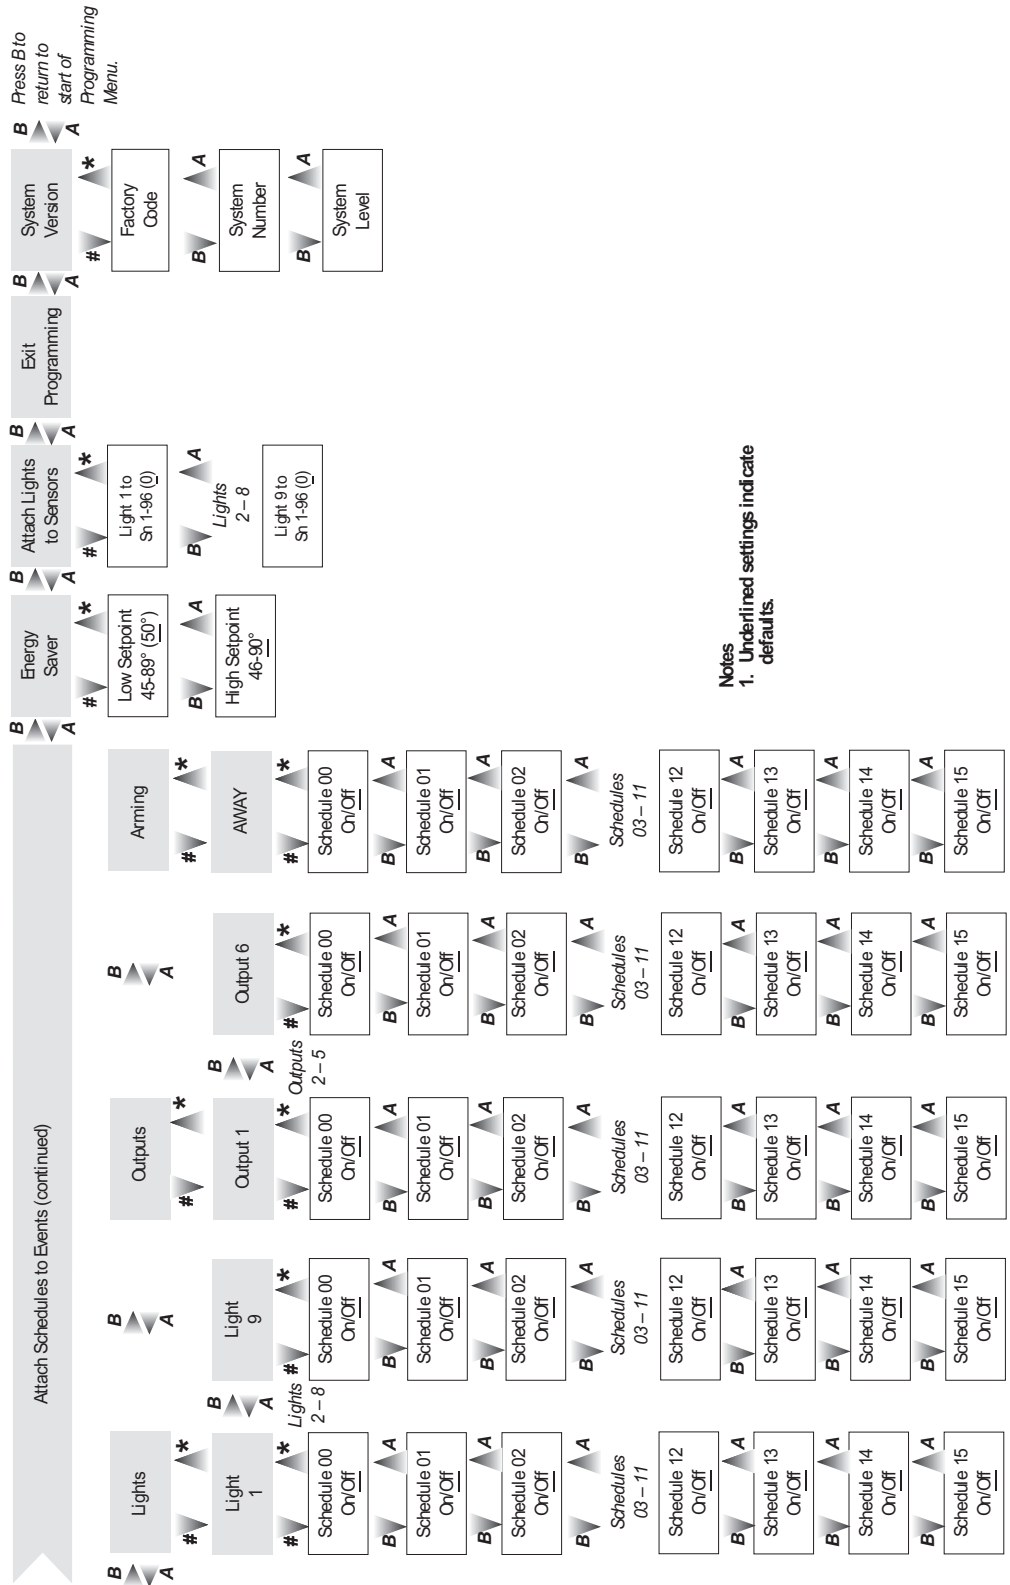 Attach Schedules to Events (continued)
B
A
Lights
#
*
Light
1
#
*
Schedule 00
On/Off
B
A
Schedule 01
On/Off
B
A
Schedule 02
On/Off
B
A
Schedules
03 – 11
Schedule 12
On/Off
B
A
Schedule 13
On/Off
B
A
Schedule 14
On/Off
B
A
Schedule 15
On/Off
B
A
Lights
2 – 8
B
A
Light
9
#
*
Schedule 00
On/Off
B
A
Schedule 01
On/Off
B
A
Schedule 02
On/Off
B
A
Schedules
03 – 11
Schedule 12
On/Off
B
A
Schedule 13
On/Off
B
A
Schedule 14
On/Off
B
A
Schedule 15
On/Off
Outputs
#
*
Output 1
#
*
Schedule 00
On/Off
B
A
Schedule 01
On/Off
B
A
Schedule 02
On/Off
B
A
Schedules
03 – 11
Schedule 12
On/Off
B
A
Schedule 13
On/Off
B
A
Schedule 14
On/Off
B
A
Schedule 15
On/Off
B
A
Outputs
2 – 5
B
A
Output 6
#
*
Schedule 00
On/Off
B
A
Schedule 01
On/Off
B
A
Schedule 02
On/Off
B
A
Schedules
03 – 11
Schedule 12
On/Off
B
A
Schedule 13
On/Off
B
A
Schedule 14
On/Off
B
A
Schedule 15
On/Off
Arming
#
*
AWAY
#
*
Schedule 00
On/Off
B
A
Schedule 01
On/Off
B
A
Schedule 02
On/Off
B
A
Schedules
03 – 11
Schedule 12
On/Off
B
A
Schedule 13
On/Off
B
A
Schedule 14
On/Off
B
A
Schedule 15
On/Off
B
A
Energy
Saver
#
*
Low Setpoint
45-89° (50°)
B
A
High Setpoint
46-90°
B
A
Attach Lights
to Sensors
#
*
Light 1 to
Sn 1-96 (0)
B
A
Lights
2 – 8
Light 9 to
Sn 1-96 (0)
B
A
Exit
Programming
B
A
System
Version
#
*
Factory
Code
B
A
System
Number
B
A
System
Level
B
A
Press B to
return to
start of
Programming
Menu.
Notes
1. Underlined settings indicate
defaults.